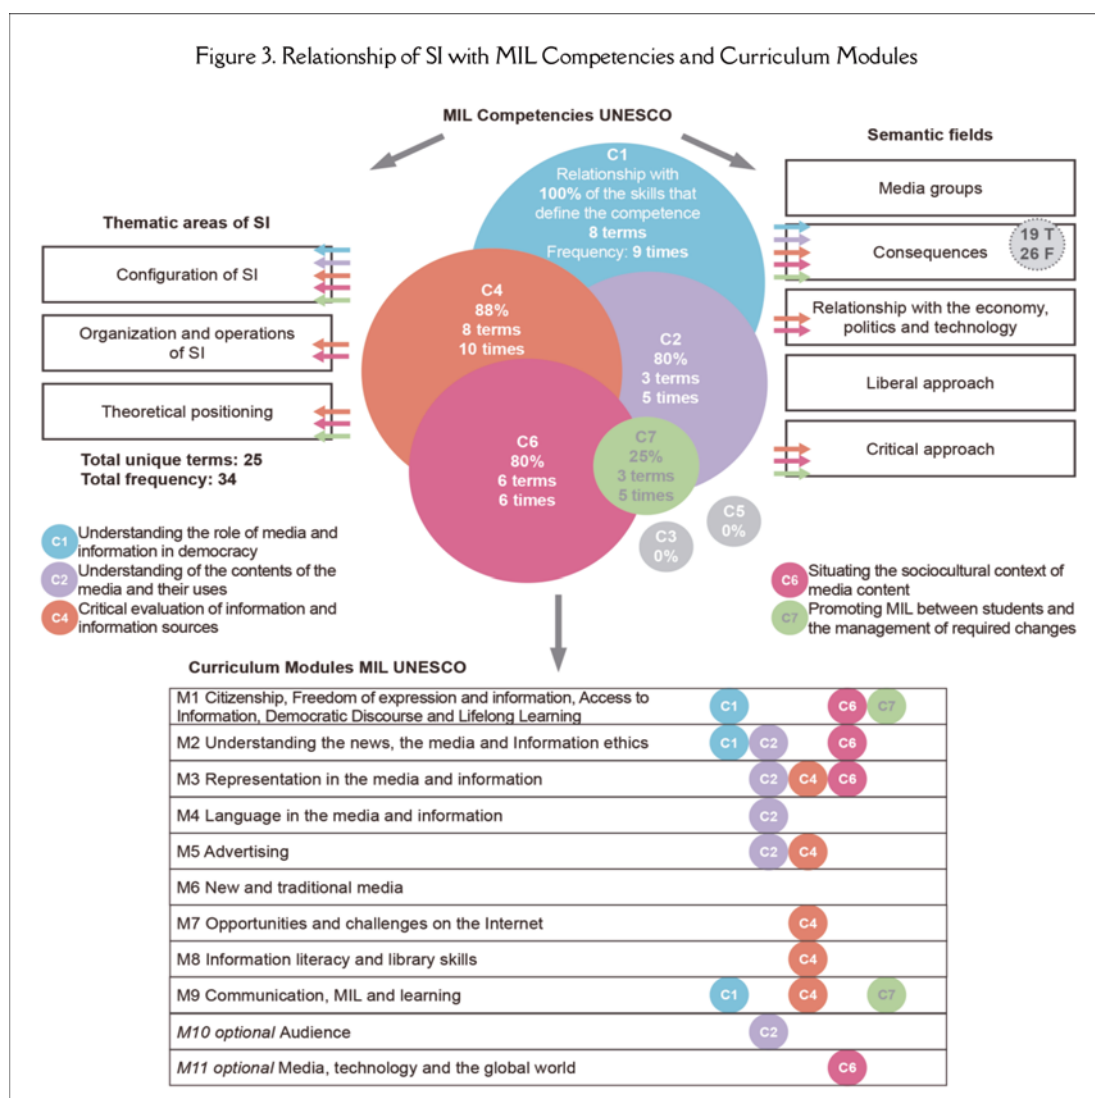 Figure 3. Relationship of SI with MIL Competencies and Curriculum Modules
MIL Competencies UNESCO
Thematic areas of SI
Configuration of SI
Organization and operations
of SI
Theoretical positioning
Total unique terms: 25
Total frequency: 34
C1
Relationship with
100% of the skills that
define the competence
8 terms
Frequency: 9 times
C4
88%
8 terms
10 times
C2
80%
3 terms
5 times
C6
80%
6 terms
6 times
C7
25%
3 terms
5 times
C5
0%
C3
0%
Semantic fields
Media groups
Consequences
19 T
26 F
Relationship with the economy,
politics and technology
Liberal approach
Critical approach
C1 Understanding the role of media and
information in democracy
C2 Understanding of the contents of the
media and their uses
C4 Critical evaluation of information and
information sources
C6 Situating the sociocultural context of
media content
C7 Promoting MIL between students and
the management of required changes
Curriculum Modules MIL UNESCO
M1 Citizenship, Freedom of expression and information, Access to
Information, Democratic Discourse and Lifelong Learning C1 C6 C7
M2 Understanding the news, the media and Information ethics C1 C2 C6
M3 Representation in the media and information C2 C4 C6
M4 Language in the media and information C2
M5 Advertising C2 C4
M6 New and traditional media
M7 Opportunities and challenges on the Internet C4
M8 Information literacy and library skills C4
M9 Communication, MIL and learning C1 C4 C7
M10 optional Audience C2
M11 optional Media, technology and the global world C6